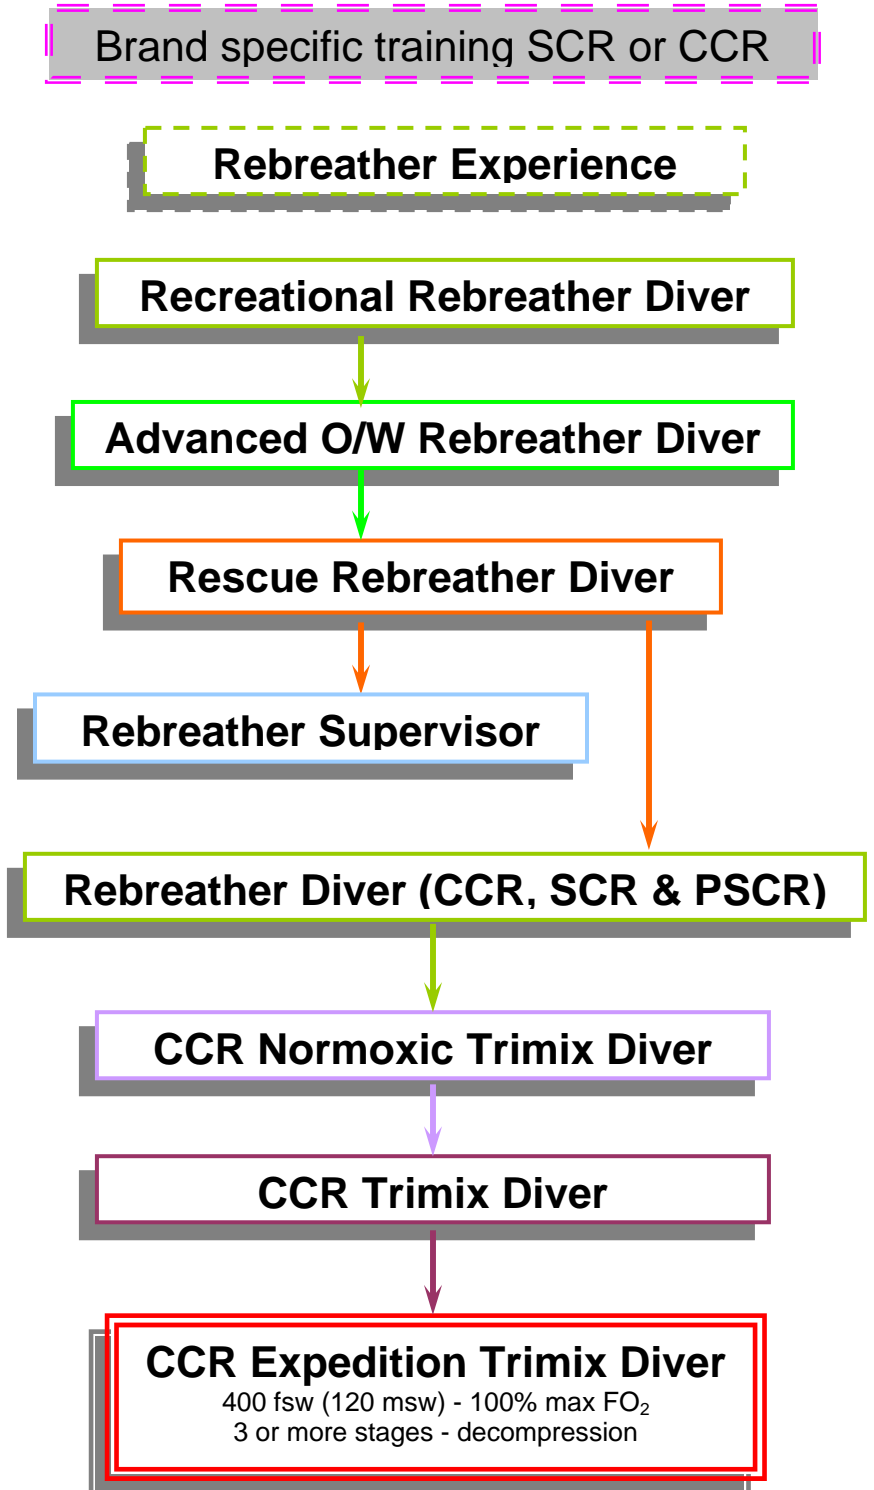 Brand specific training SCR or CCR
Rebreather Experience
Recreational Rebreather Diver
Advanced O/W Rebreather Diver
Rescue Rebreather Diver
Rebreather Supervisor
Rebreather Diver (CCR, SCR & PSCR)
CCR Normoxic Trimix Diver
CCR Trimix Diver
CCR Expedition Trimix Diver
400 fsw (120 msw) - 100% max FO₂
3 or more stages - decompression